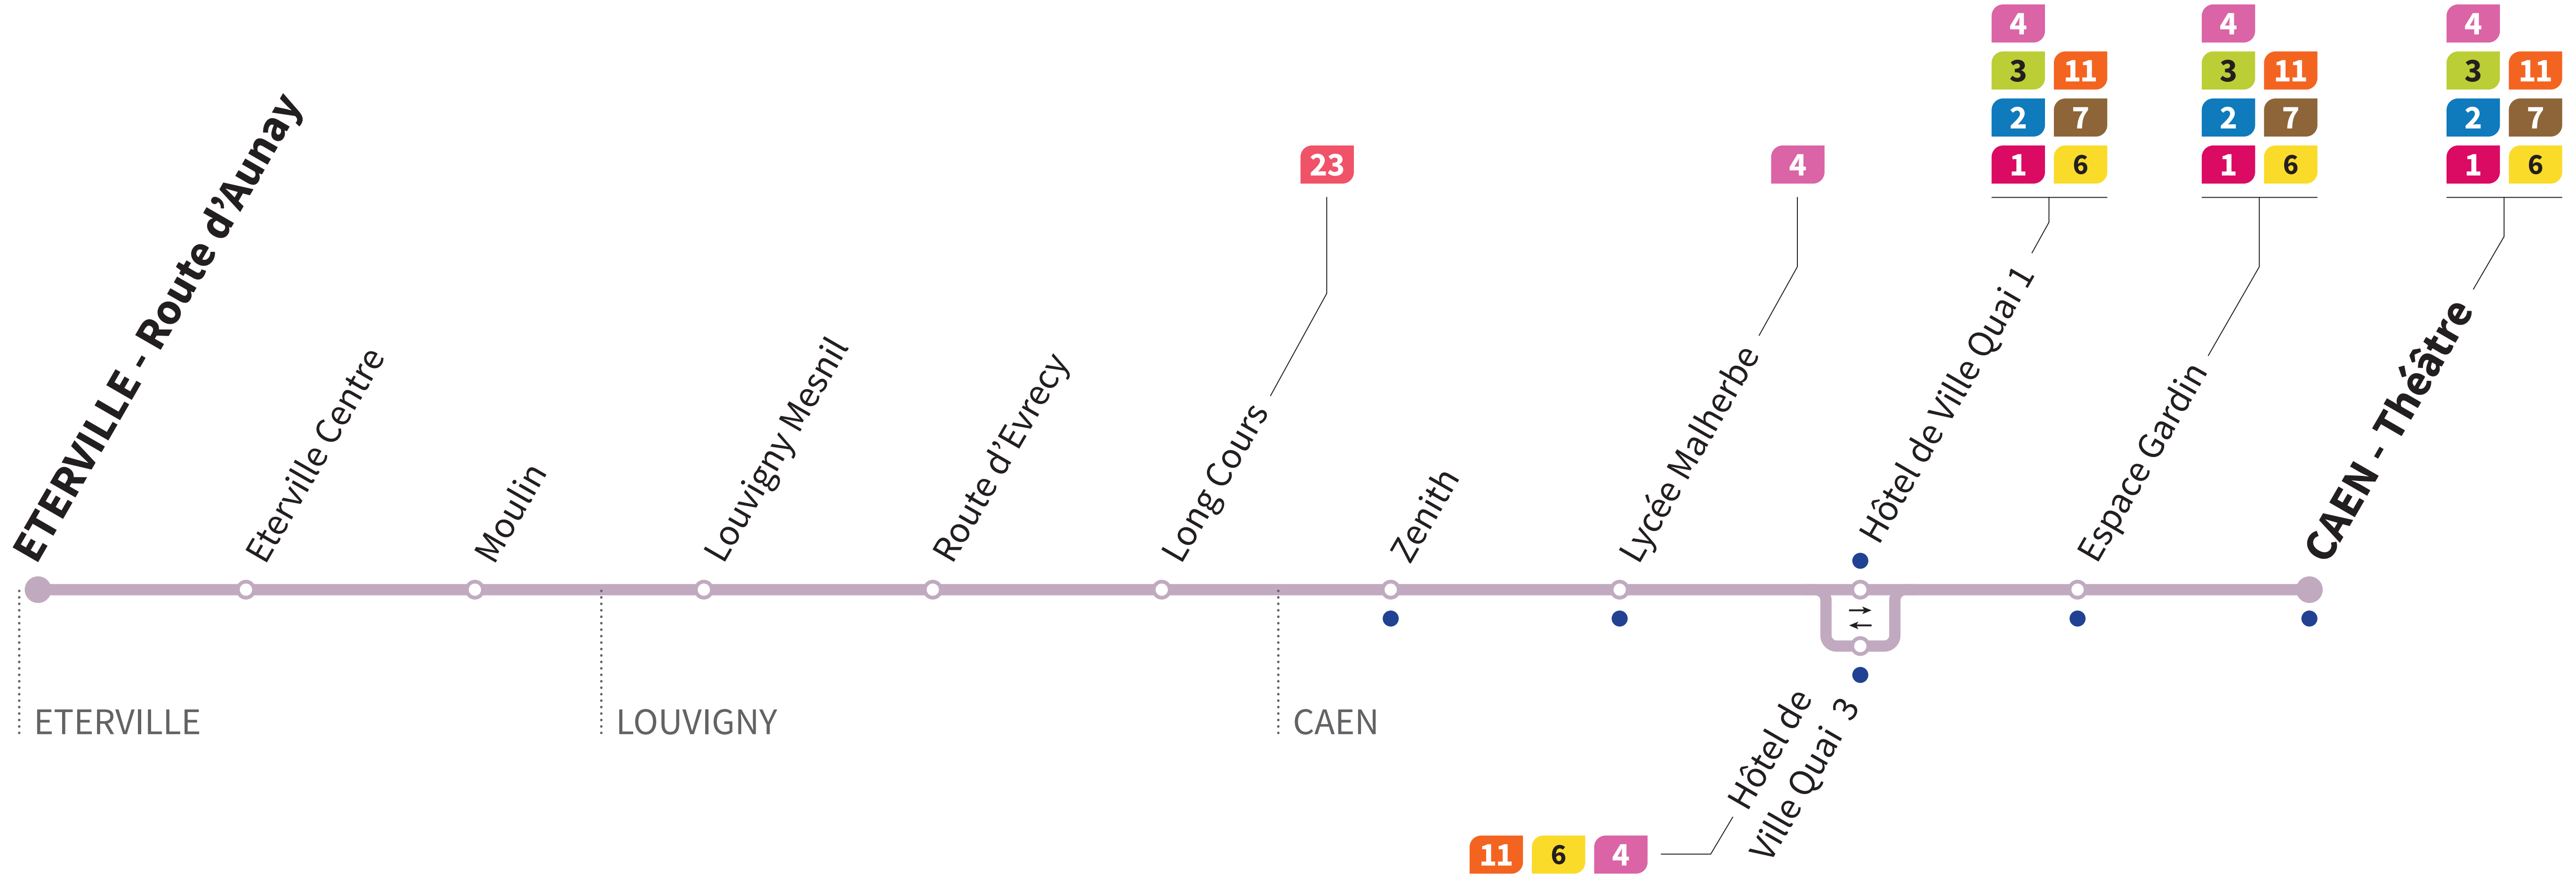 4
4
4
3 11
3 11
3 11
2 7
2 7
2 7
23
4
1 6
1 6
1 6
ETERVILLE - Route d'Aunay
Eterville Centre
Moulin
Louvigny Mesnil
Route d'Evrecy
Long Cours
Zenith
Lycée Malherbe
Hôtel de Ville Quai 1
Espace Gardin
CAEN - Théâtre
ETERVILLE
LOUVIGNY
CAEN
Hôtel de
Ville Quai 3
11 6 4